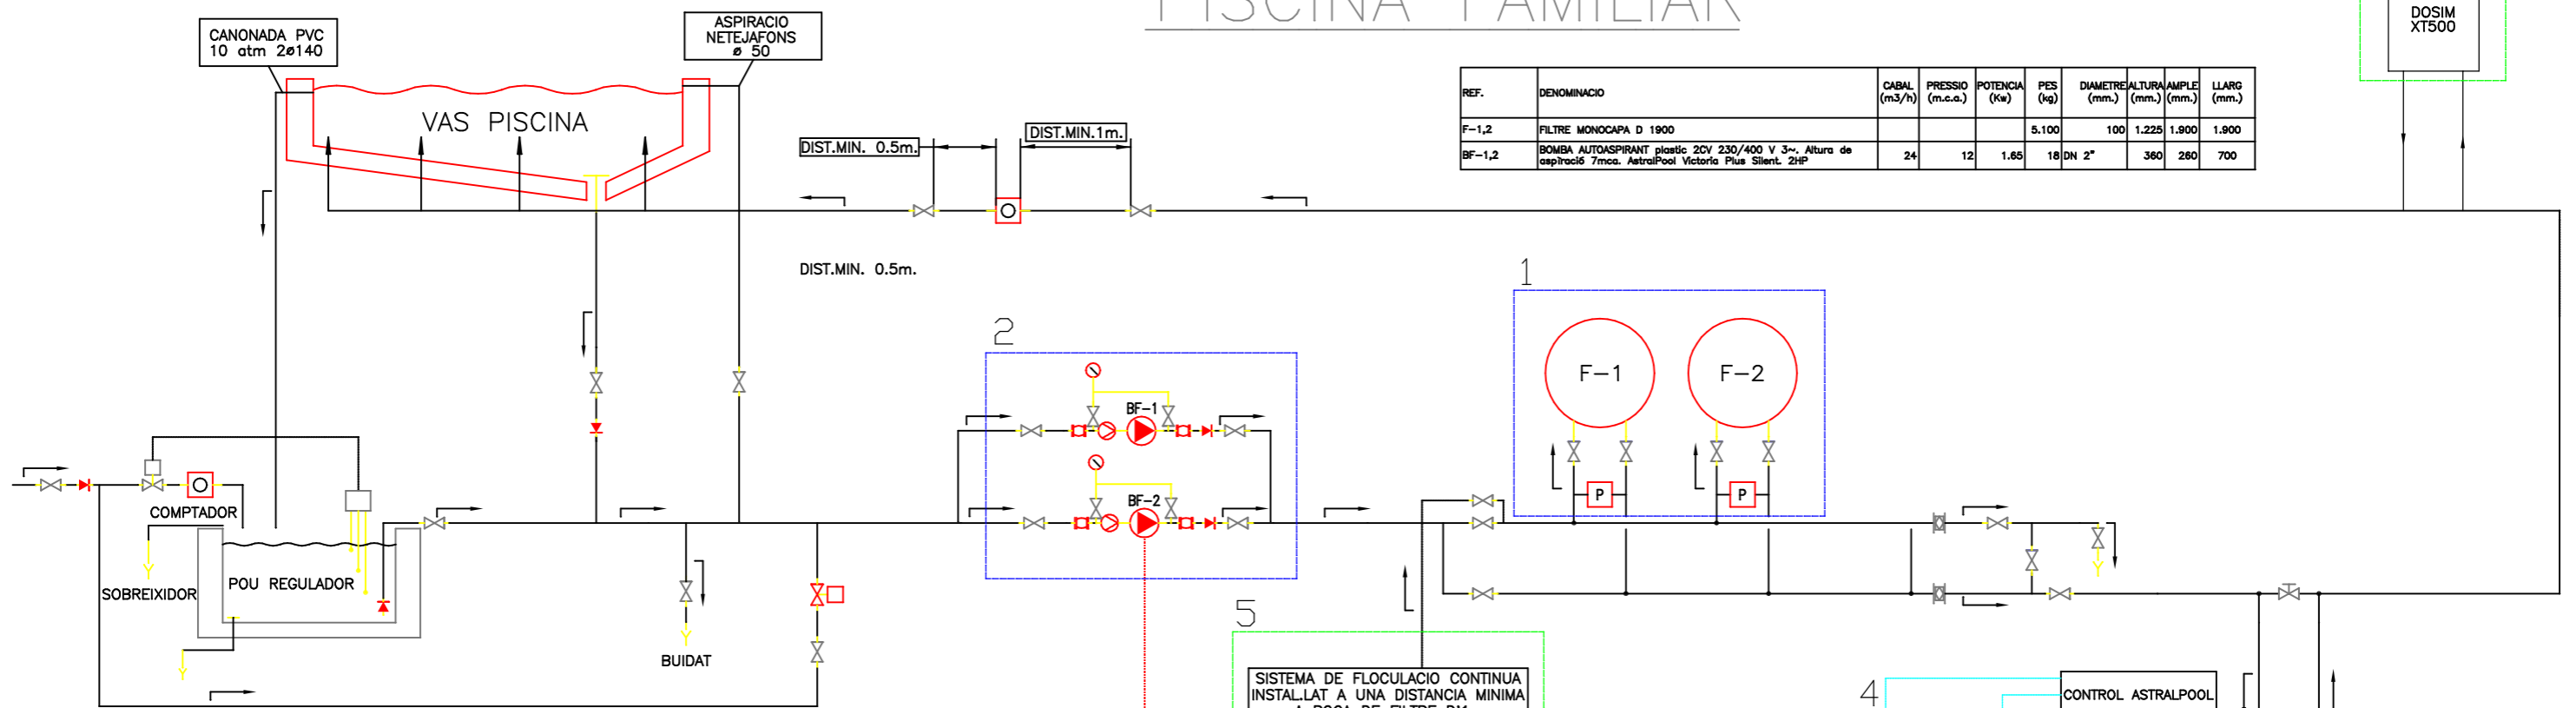 PISCINA FAMILIAR
CANONADA PVC
10 atm 2ø140
ASPIRACIO
NETEJAFONS
ø 50
DOSIM
XT500
VAS PISCINA
DIST.MIN. 0.5m.
DIST.MIN.1m.
REF. DENOMINACIO CABAL (m3/h) PRESSIO (m.c.a.) POTENCIA (Kw) PES (kg) DIAMETRE (mm.) ALTURA (mm.) AMPLE (mm.) LLARG (mm.)
F-1,2 FILTRE MONOCAPA D 1900 5.100 100 1.225 1.900 1.900
BF-1,2 BOMBA AUTOASPIRANT plastic 2CV 230/400 V 3~. Altura de
aspiració 7mca. AstralPool Victoria Plus Silent. 2HP 24 12 1.65 18 DN 2" 360 260 700
DIST.MIN. 0.5m.
1
2
F-1
F-2
BF-1
BF-2
P
P
COMPTADOR
SOBREIXIDOR
POU REGULADOR
BUIDAT
5
SISTEMA DE FLOCULACIO CONTINUA
INSTAL.LAT A UNA DISTANCIA MINIMA
4
CONTROL ASTRALPOOL